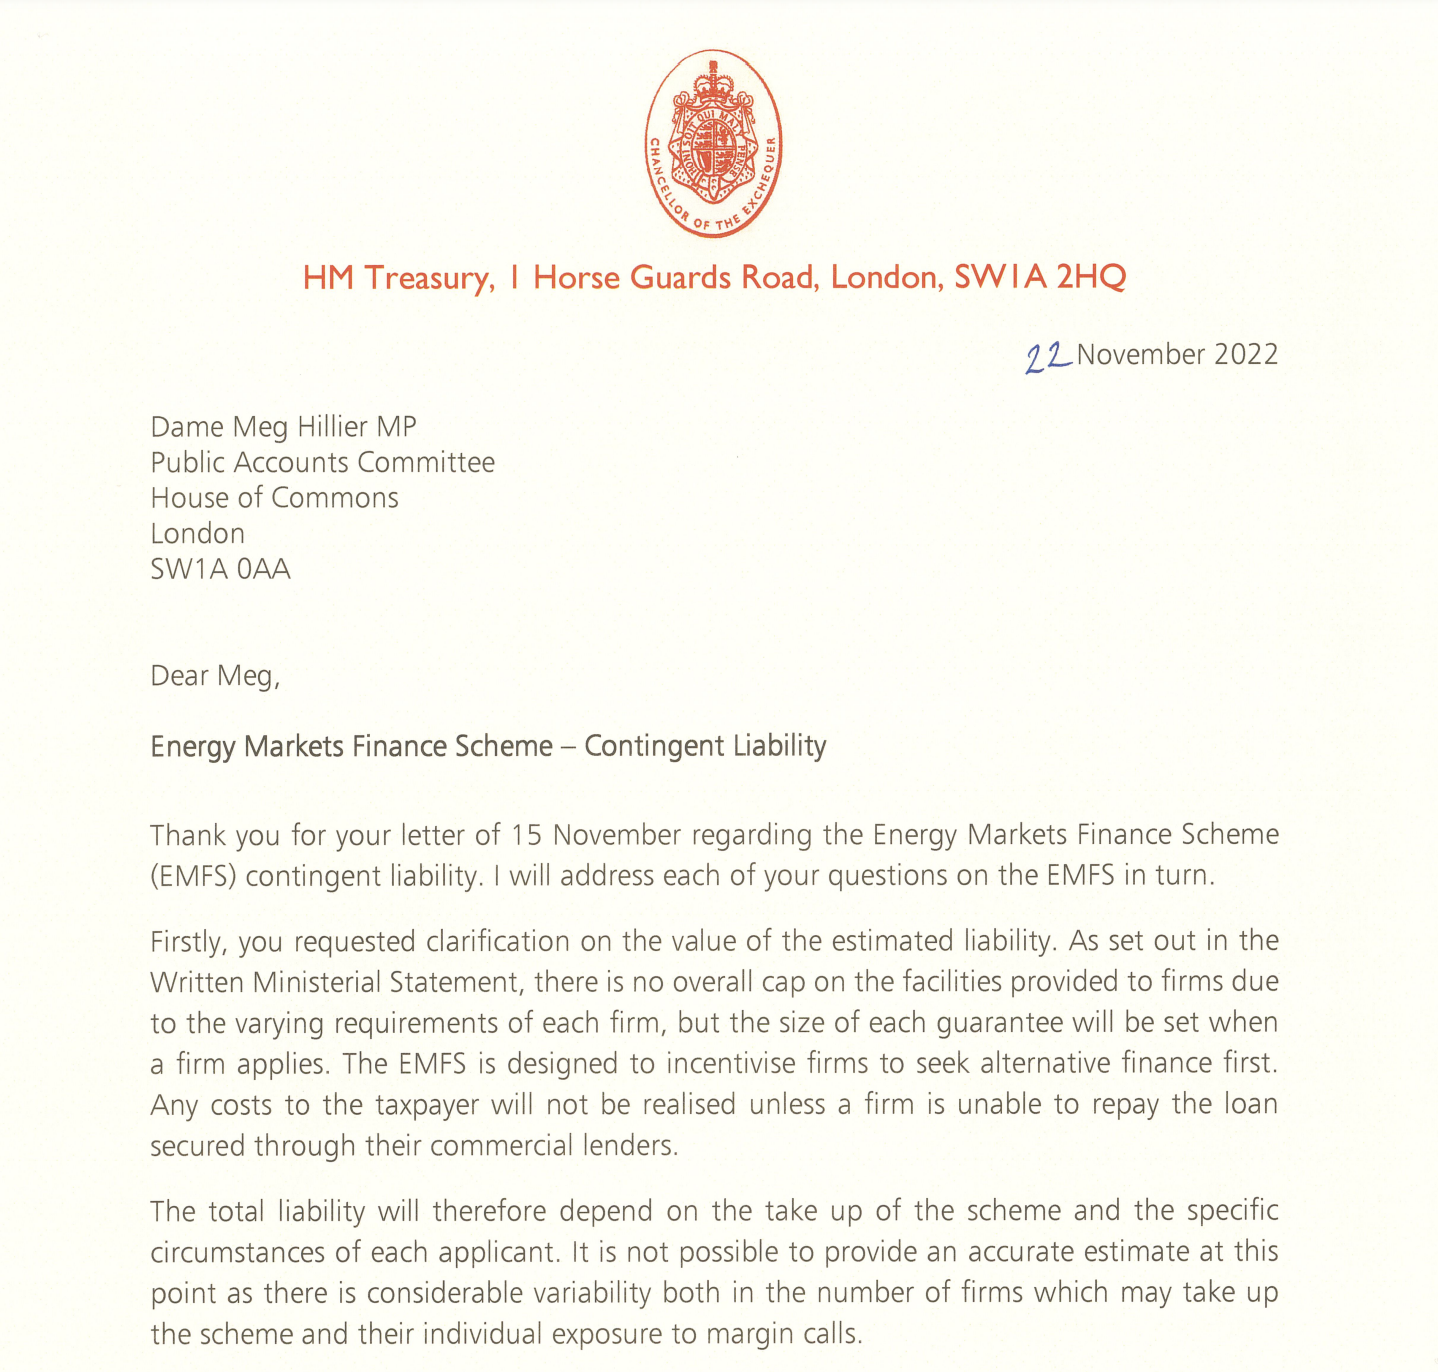 HONI SOIT QUI MAL Y PENSE
CHANCELLOR OF THE EXCHEQUER
HM Treasury, 1 Horse Guards Road, London, SW1A 2HQ
22 November 2022
Dame Meg Hillier MP
Public Accounts Committee
House of Commons
London
SW1A 0AA
Dear Meg,
Energy Markets Finance Scheme – Contingent Liability
Thank you for your letter of 15 November regarding the Energy Markets Finance Scheme
(EMFS) contingent liability. I will address each of your questions on the EMFS in turn.
Firstly, you requested clarification on the value of the estimated liability. As set out in the
Written Ministerial Statement, there is no overall cap on the facilities provided to firms due
to the varying requirements of each firm, but the size of each guarantee will be set when
a firm applies. The EMFS is designed to incentivise firms to seek alternative finance first.
Any costs to the taxpayer will not be realised unless a firm is unable to repay the loan
secured through their commercial lenders.
The total liability will therefore depend on the take up of the scheme and the specific
circumstances of each applicant. It is not possible to provide an accurate estimate at this
point as there is considerable variability both in the number of firms which may take up
the scheme and their individual exposure to margin calls.